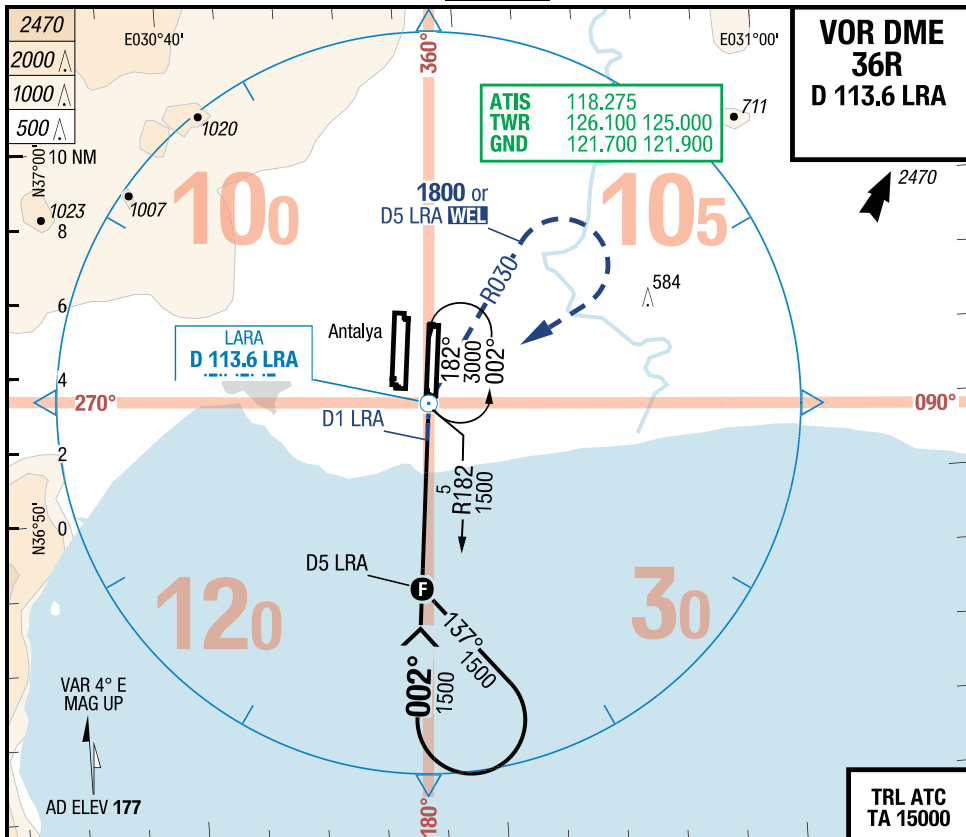 2470
2000
1000
500
E030°40'
360°
E031°00'
VOR DME
36R
D 113.6 LRA
ATIS 118.275
TWR 126.100 125.000
GND 121.700 121.900
711
1020
N37°00'
10 NM
1007
1023
100
1800 or
D5 LRA WEL
105
2470
8
R030
584
6
Antalya
LARA
D 113.6 LRA
182°
3000
002°
4
270°
090°
D1 LRA
2
5
R182
1500
N36°50'
0
D5 LRA
F
120
30
137°
1500
002°
1500
VAR 4° E
MAG UP
AD ELEV 177
180°
TRL ATC
TA 15000